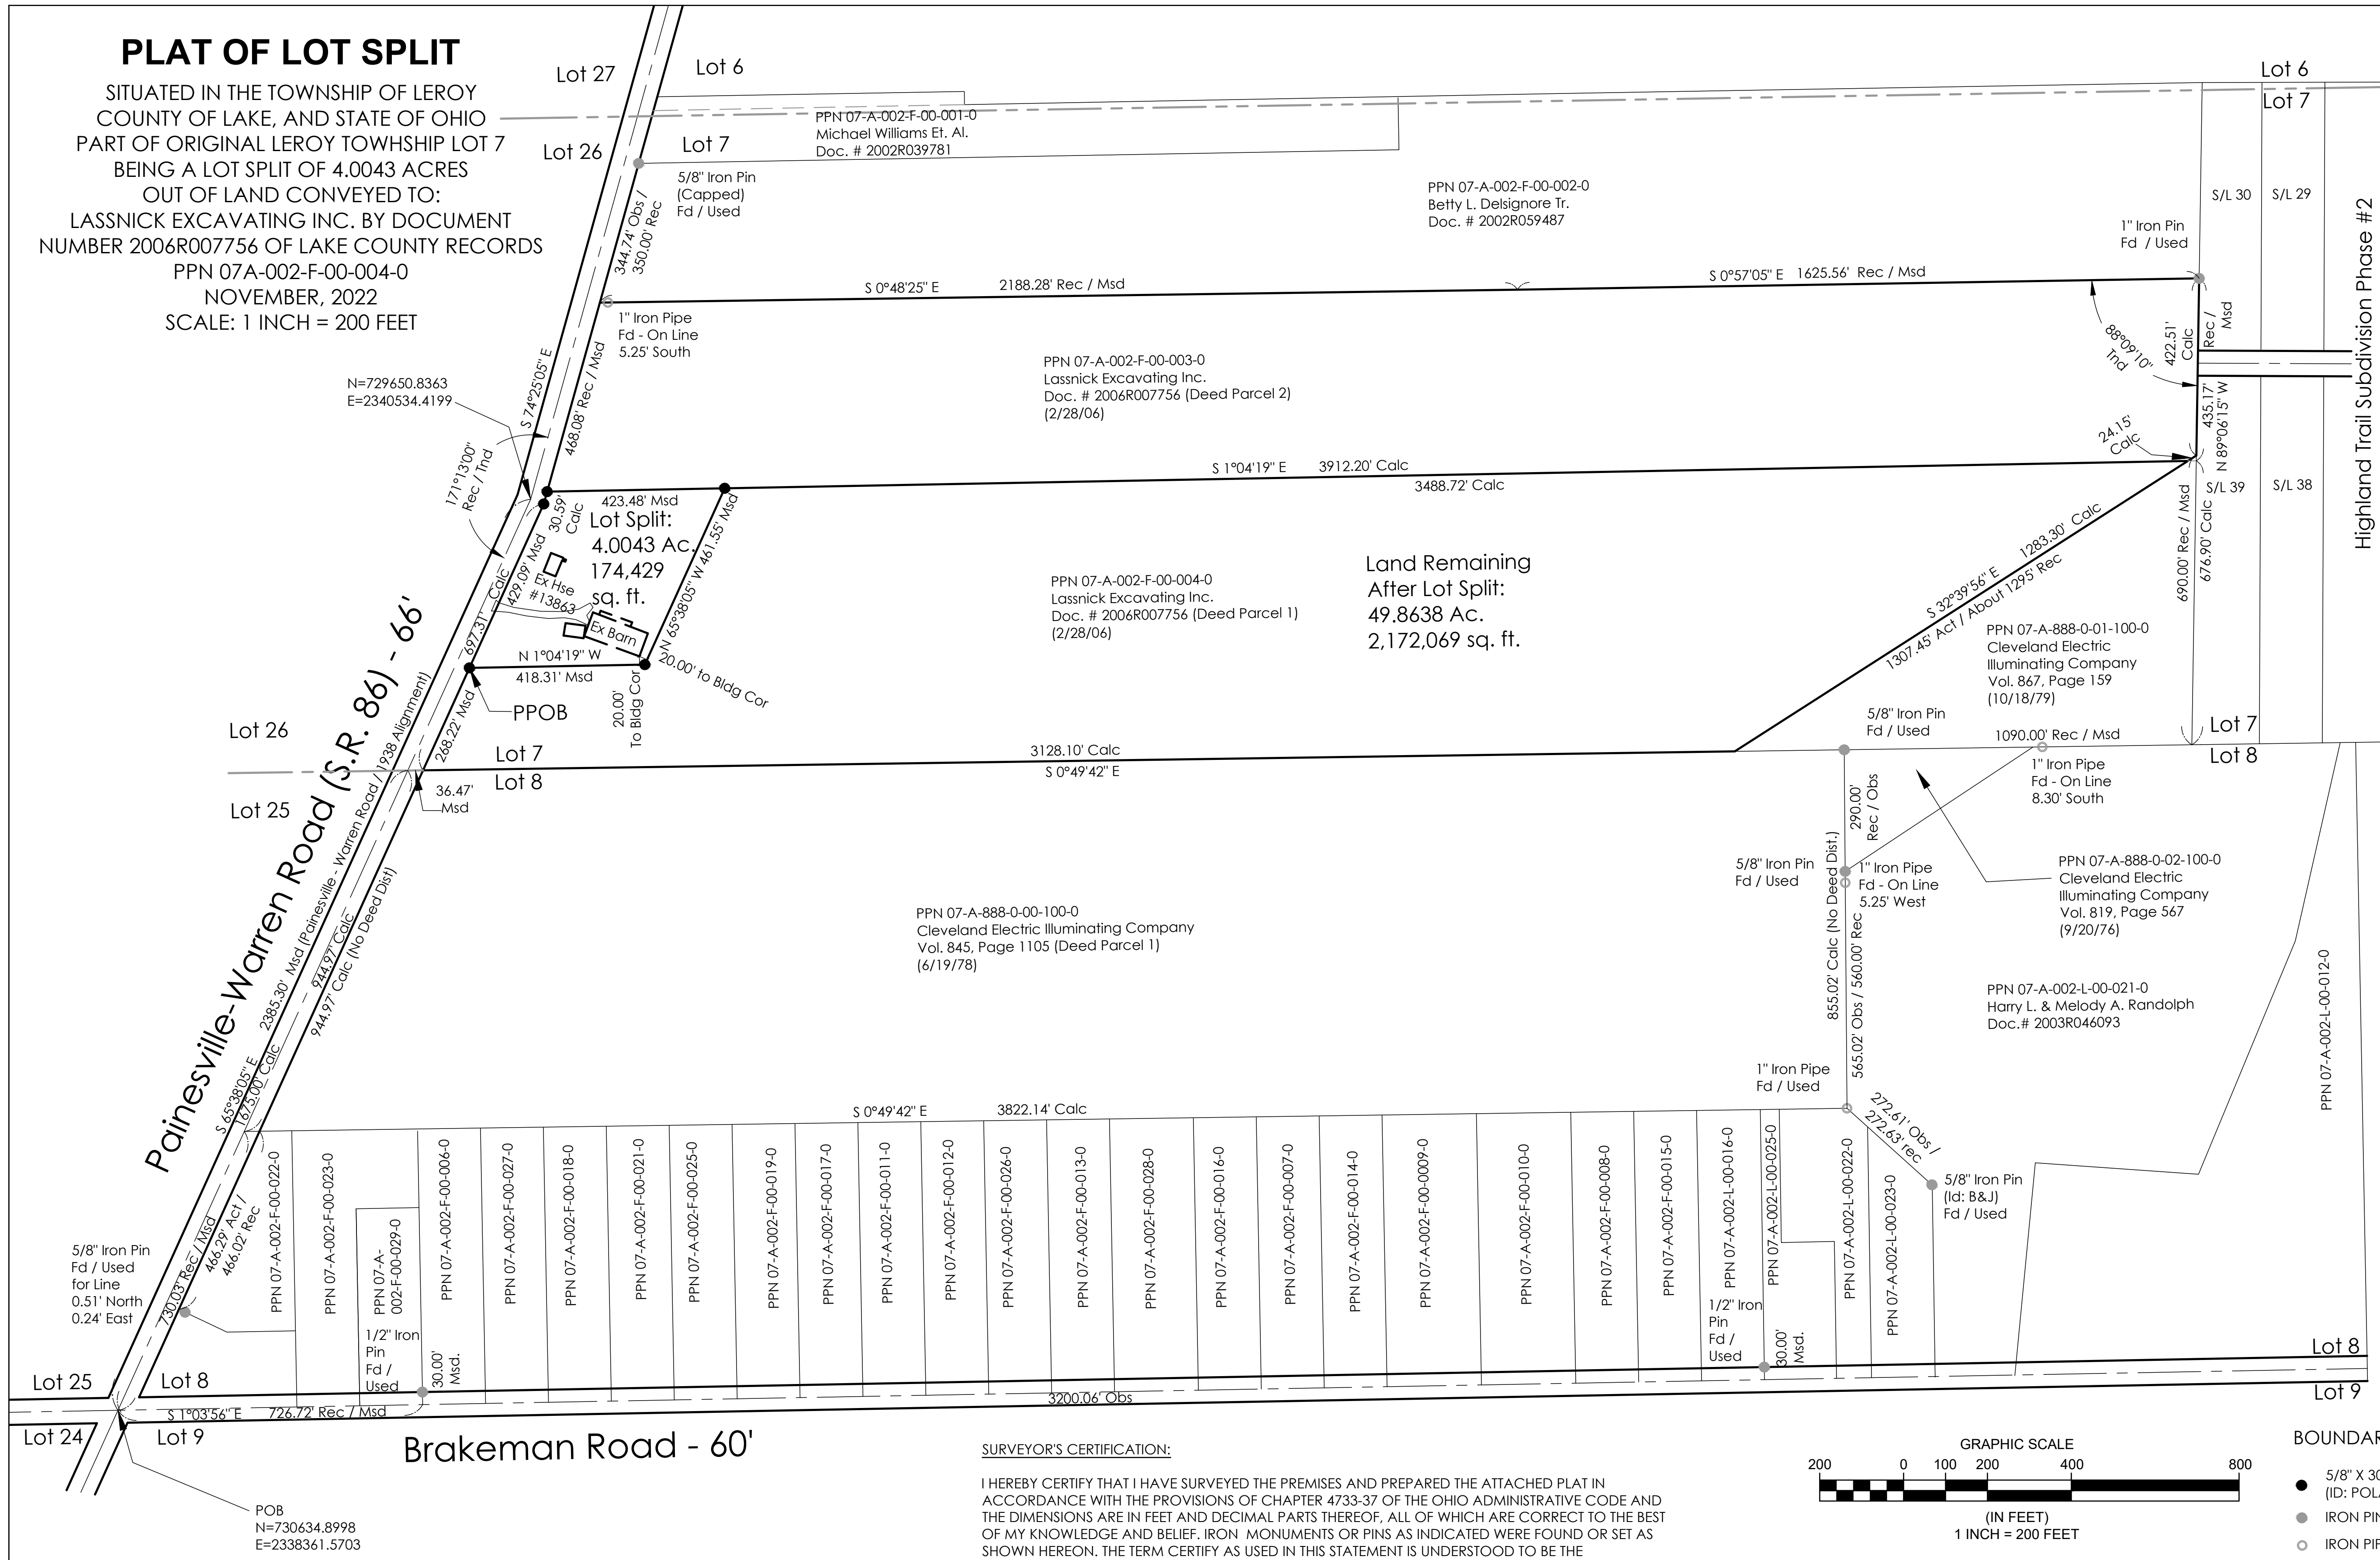 PLAT OF LOT SPLIT
SITUATED IN THE TOWNSHIP OF LEROY
COUNTY OF LAKE, AND STATE OF OHIO
PART OF ORIGINAL LEROY TOWHSHIP LOT 7
BEING A LOT SPLIT OF 4.0043 ACRES
OUT OF LAND CONVEYED TO:
LASSNICK EXCAVATING INC. BY DOCUMENT
NUMBER 2006R007756 OF LAKE COUNTY RECORDS
PPN 07A-002-F-00-004-0
NOVEMBER, 2022
SCALE: 1 INCH = 200 FEET
Lot 27
Lot 6
Lot 26
Lot 7
Lot 6
Lot 7
PPN 07-A-002-F-00-001-0
Michael Williams Et. Al.
Doc. # 2002R039781
5/8" Iron Pin
(Capped)
Fd / Used
344.74' Obs /
350.00' Rec
PPN 07-A-002-F-00-002-0
Betty L. Delsignore Tr.
Doc. # 2002R059487
S/L 30
S/L 29
1" Iron Pin
Fd / Used
Highland Trail Subdivision Phase #2
S 0°48'25" E
2188.28' Rec / Msd
S 0°57'05" E 1625.56' Rec / Msd
1" Iron Pipe
Fd - On Line
5.25' South
88°09'10"
Tnd
422.51'
Calc
Rec /
Msd
435.17'
N 89°06'15" W
N=729650.8363
E=2340534.4199
S 74°25'05" E
468.08' Rec / Msd
PPN 07-A-002-F-00-003-0
Lassnick Excavating Inc.
Doc. # 2006R007756 (Deed Parcel 2)
(2/28/06)
171°13'00"
Rec / Tnd
24.15'
Calc
S 1°04'19" E
3912.20' Calc
3488.72' Calc
S/L 39
S/L 38
423.48' Msd
30.59'
Calc
Lot Split:
4.0043 Ac.
174,429
sq. ft.
429.09' Msd
697.31' Calc
Ex Hse
#13863
Ex Barn
N 65°38'05" W 461.55' Msd
N 1°04'19" W
418.31' Msd
20.00' to Bldg Cor
20.00'
To Bldg Cor
PPOB
PPN 07-A-002-F-00-004-0
Lassnick Excavating Inc.
Doc. # 2006R007756 (Deed Parcel 1)
(2/28/06)
Land Remaining
After Lot Split:
49.8638 Ac.
2,172,069 sq. ft.
S 32°39'56" E
1283.30' Calc
1307.45' Act / About 1295' Rec
690.00' Rec / Msd
676.90' Calc
PPN 07-A-888-0-01-100-0
Cleveland Electric
Illuminating Company
Vol. 867, Page 159
(10/18/79)
Painesville-Warren Road (S.R. 86) - 66'
Lot 26
268.22' Msd
Lot 7
Lot 8
36.47'
Msd
Lot 25
3128.10' Calc
S 0°49'42" E
5/8" Iron Pin
Fd / Used
1090.00' Rec / Msd
Lot 7
Lot 8
1" Iron Pipe
Fd - On Line
8.30' South
290.00'
Rec / Obs
5/8" Iron Pin
Fd / Used
1" Iron Pipe
Fd - On Line
5.25' West
PPN 07-A-888-0-02-100-0
Cleveland Electric
Illuminating Company
Vol. 819, Page 567
(9/20/76)
2385.30' Msd (Painesville - Warren Road / 1938 Alignment)
944.97' Calc
944.97' Calc (No Deed Dist)
PPN 07-A-888-0-00-100-0
Cleveland Electric Illuminating Company
Vol. 845, Page 1105 (Deed Parcel 1)
(6/19/78)
855.02' Calc (No Deed Dist.)
565.02' Obs / 560.00' Rec
PPN 07-A-002-L-00-021-0
Harry L. & Melody A. Randolph
Doc.# 2003R046093
PPN 07-A-002-L-00-012-0
S 65°38'05" E
1675.00' Calc
S 0°49'42" E
3822.14' Calc
1" Iron Pipe
Fd / Used
272.61' Obs /
272.63' rec
5/8" Iron Pin
(Id: B&J)
Fd / Used
PPN 07-A-002-F-00-022-0
PPN 07-A-002-F-00-023-0
PPN 07-A-
002-F-00-029-0
PPN 07-A-002-F-00-006-0
PPN 07-A-002-F-00-027-0
PPN 07-A-002-F-00-018-0
PPN 07-A-002-F-00-021-0
PPN 07-A-002-F-00-025-0
PPN 07-A-002-F-00-019-0
PPN 07-A-002-F-00-017-0
PPN 07-A-002-F-00-011-0
PPN 07-A-002-F-00-012-0
PPN 07-A-002-F-00-026-0
PPN 07-A-002-F-00-013-0
PPN 07-A-002-F-00-028-0
PPN 07-A-002-F-00-016-0
PPN 07-A-002-F-00-007-0
PPN 07-A-002-F-00-014-0
PPN 07-A-002-F-0009-0
PPN 07-A-002-F-00-010-0
PPN 07-A-002-F-00-008-0
PPN 07-A-002-F-00-015-0
PPN 07-A-002-L-00-016-0
PPN 07-A-002-L-00-025-0
PPN 07-A-002-L-00-022-0
PPN 07-A-002-L-00-023-0
466.29' Act /
466.02' Rec
730.03' Rec / Msd
5/8" Iron Pin
Fd / Used
for Line
0.51' North
0.24' East
1/2" Iron
Pin
Fd /
Used
30.00'
Msd.
1/2" Iron
Pin
Fd /
Used
30.00'
Msd.
Lot 25
Lot 8
Lot 8
Lot 9
S 1°03'56" E
726.72' Rec / Msd
3200.06' Obs
Lot 24
Lot 9
Brakeman Road - 60'
POB
N=730634.8998
E=2338361.5703
SURVEYOR'S CERTIFICATION:
I HEREBY CERTIFY THAT I HAVE SURVEYED THE PREMISES AND PREPARED THE ATTACHED PLAT IN
ACCORDANCE WITH THE PROVISIONS OF CHAPTER 4733-37 OF THE OHIO ADMINISTRATIVE CODE AND
THE DIMENSIONS ARE IN FEET AND DECIMAL PARTS THEREOF, ALL OF WHICH ARE CORRECT TO THE BEST
OF MY KNOWLEDGE AND BELIEF. IRON MONUMENTS OR PINS AS INDICATED WERE FOUND OR SET AS
SHOWN HEREON. THE TERM CERTIFY AS USED IN THIS STATEMENT IS UNDERSTOOD TO BE THE
GRAPHIC SCALE
200 0 100 200 400 800
(IN FEET)
1 INCH = 200 FEET
BOUNDAR
5/8" X 30
(ID: POL
IRON PIN
IRON PIP